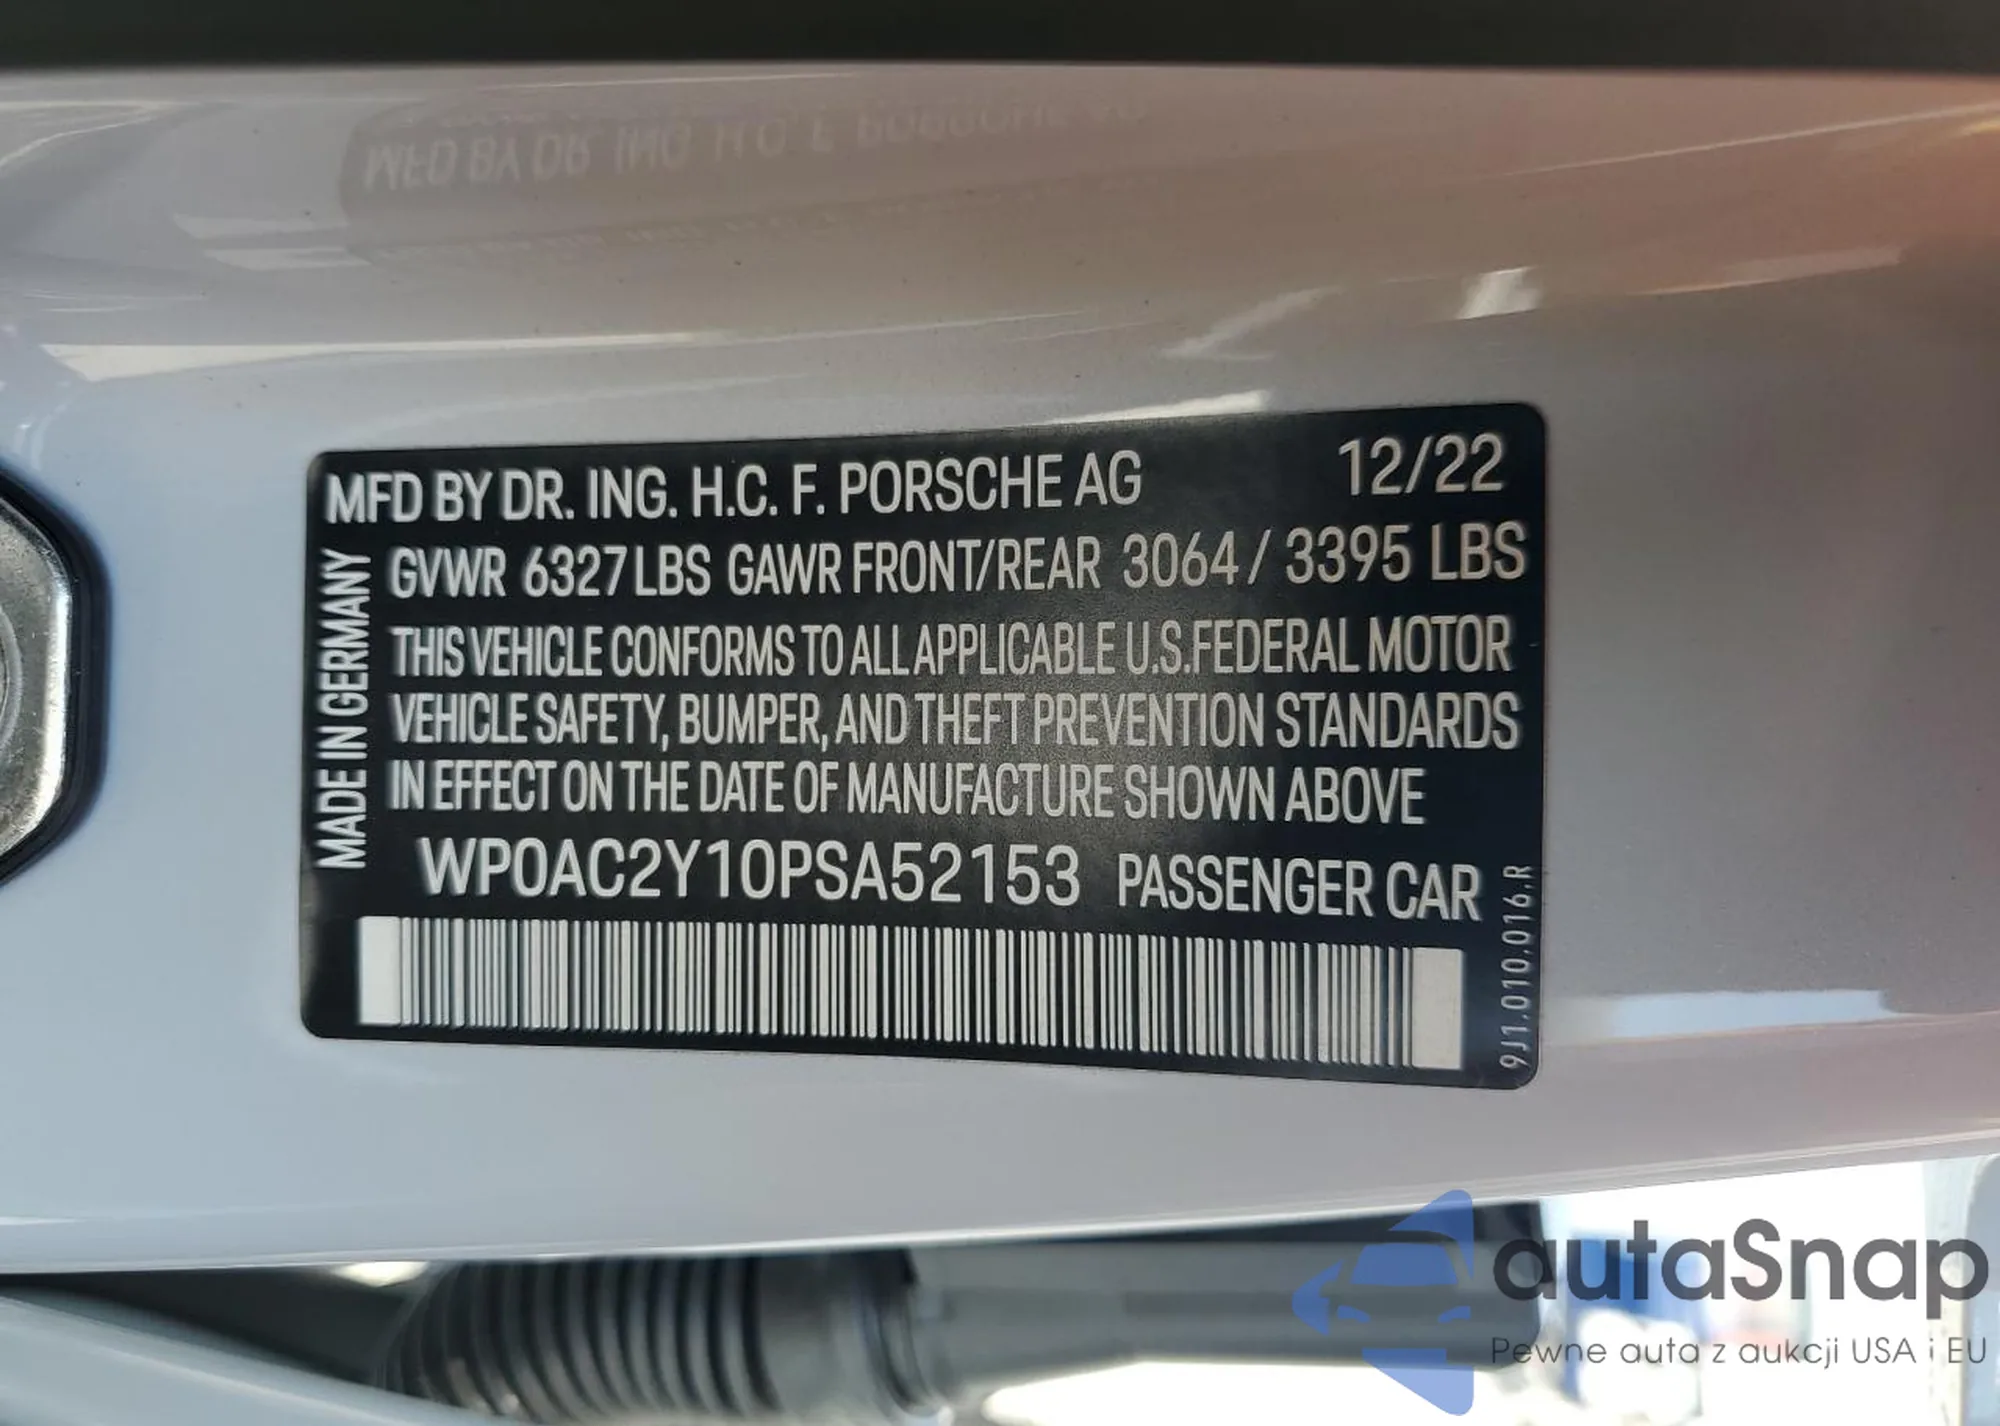 MFD BY DR. ING. H.C. F. PORSCHE AG 12/22
GVWR 6327 LBS GAWR FRONT/REAR 3064 / 3395 LBS
THIS VEHICLE CONFORMS TO ALL APPLICABLE U.S.FEDERAL MOTOR
VEHICLE SAFETY, BUMPER, AND THEFT PREVENTION STANDARDS
IN EFFECT ON THE DATE OF MANUFACTURE SHOWN ABOVE
WP0AC2Y10PSA52153 PASSENGER CAR
MADE IN GERMANY
9J1.010.016.R
autaSnap
Pewne auta z aukcji USA i EU